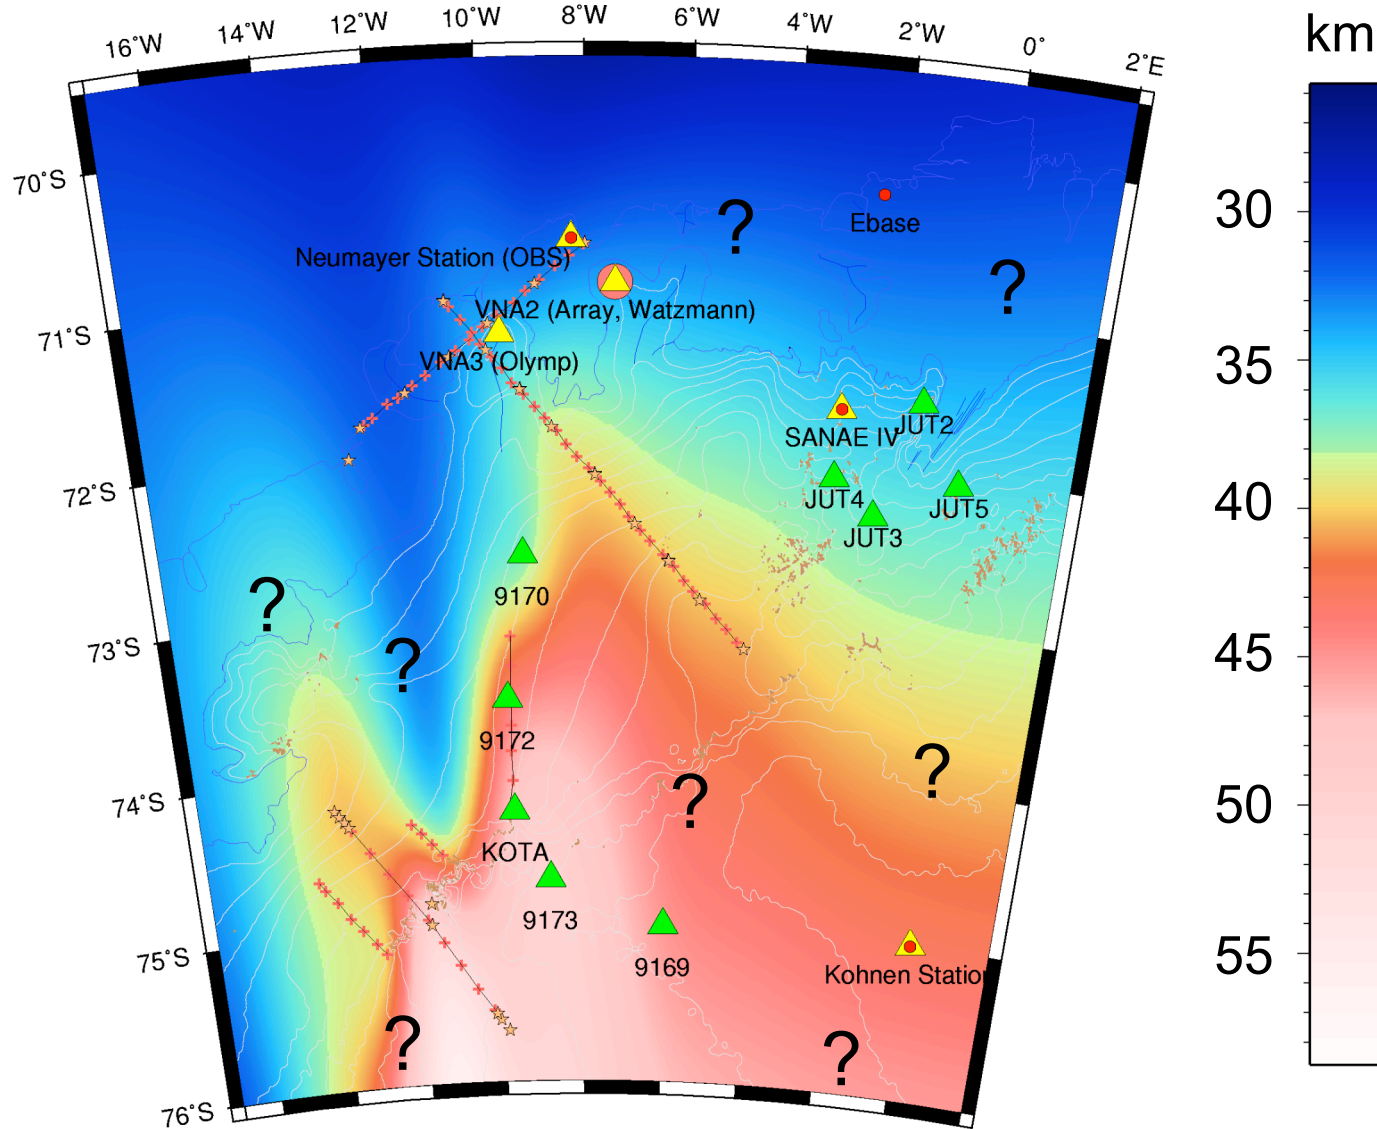 16°W
14°W
12°W
10°W
8°W
6°W
4°W
2°W
0°
2°E
km
70°S
30
?
Ebase
Neumayer Station (OBS)
?
VNA2 (Array, Watzmann)
71°S
VNA3 (Olymp)
35
JUT2
SANAE IV
72°S
JUT4
JUT5
40
JUT3
9170
?
73°S
?
45
9172
?
74°S
?
50
KOTA
9173
75°S
9169
Kohnen Station
55
?
?
76°S